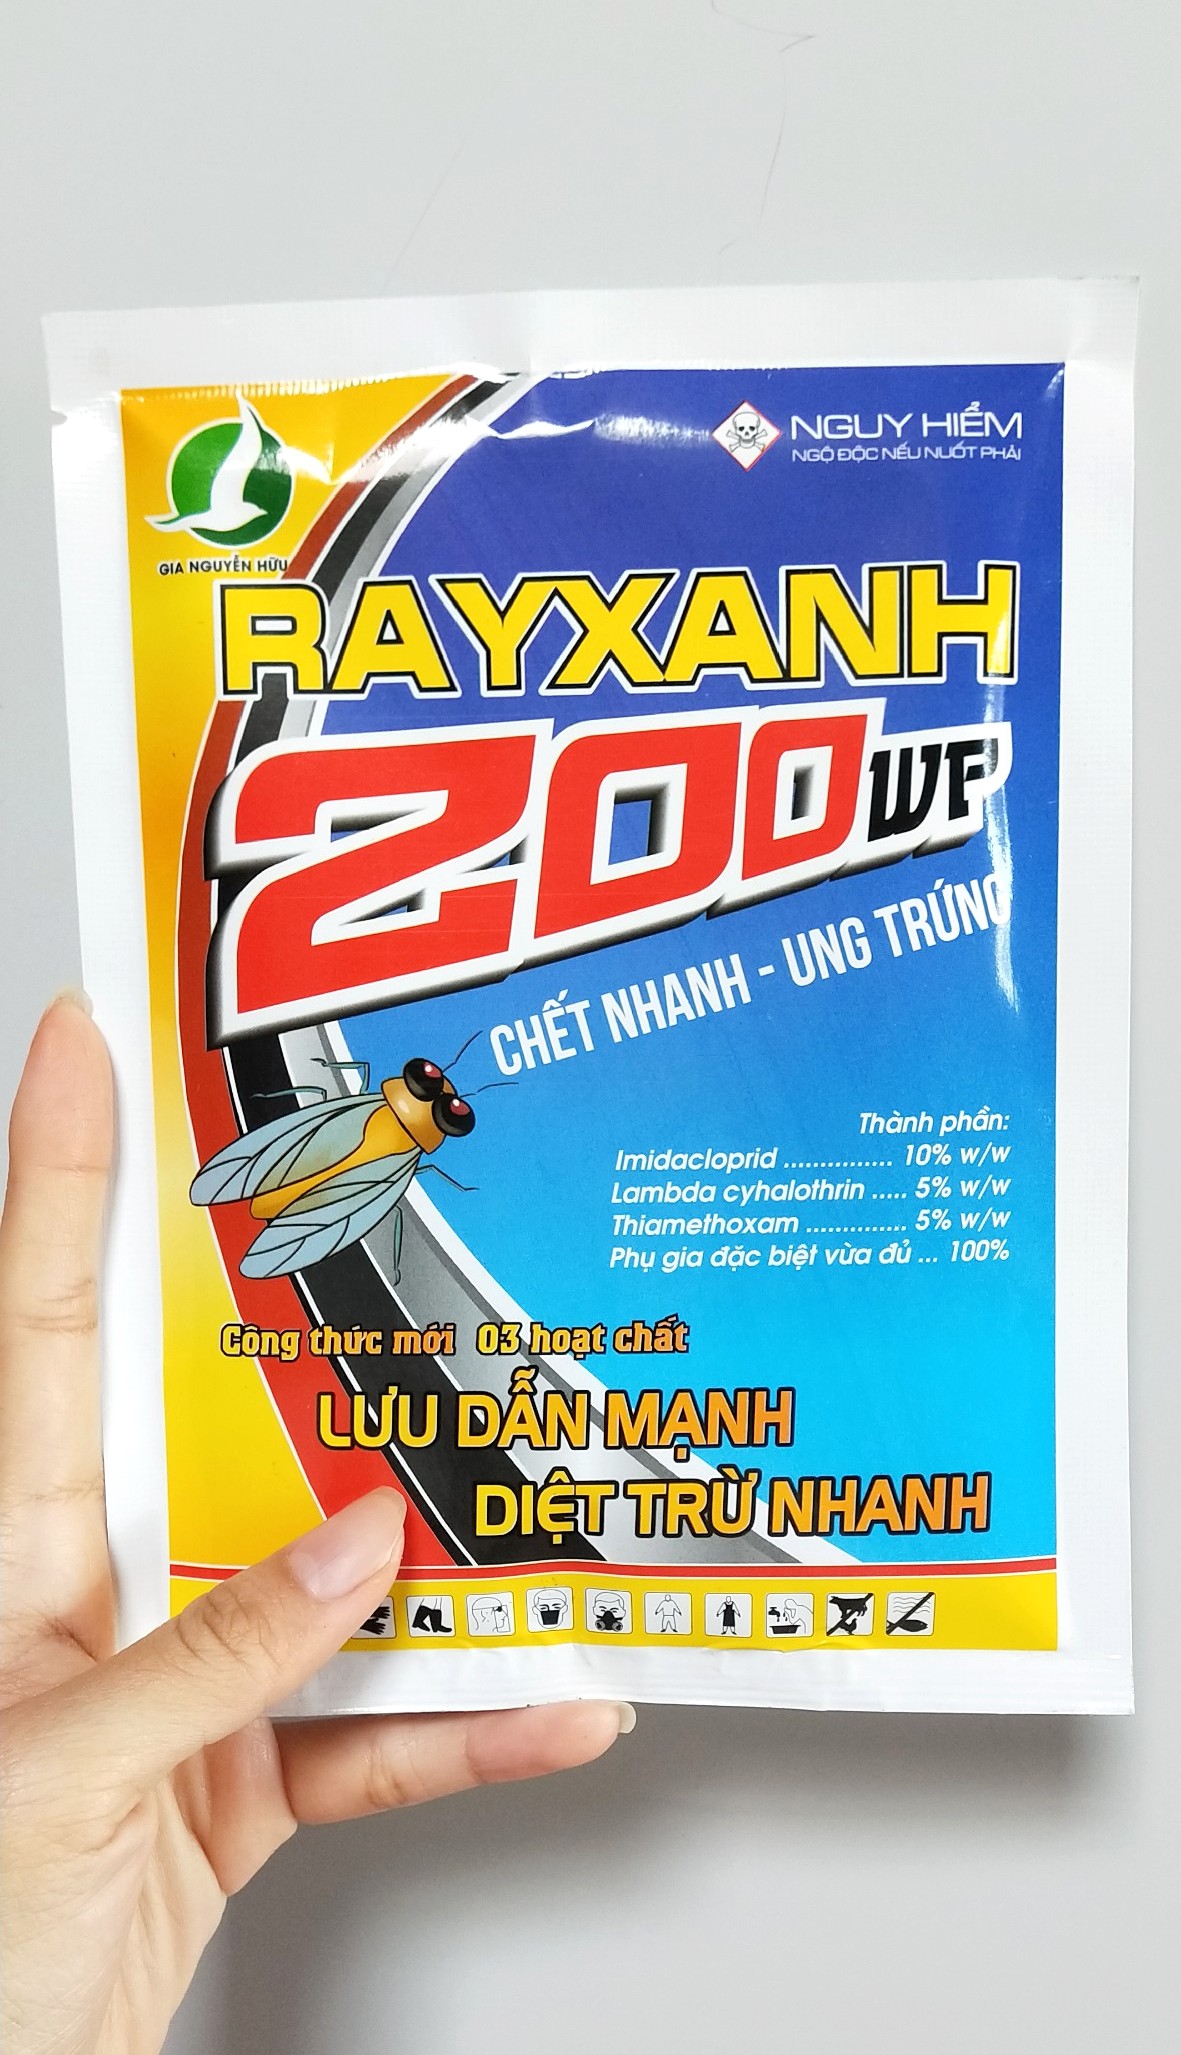 NGUY HIỂM
NGỘ ĐỘC NẾU NUỐT PHẢI
GIA NGUYỄN HỮU
RAYXANH
200WP
CHẾT NHANH - UNG TRỨNG
Thành phần:
Imidacloprid ............... 10% w/w
Lambda cyhalothrin ..... 5% w/w
Thiamethoxam .............. 5% w/w
Phụ gia đặc biệt vừa đủ ... 100%
Công thức mới 03 hoạt chất
LƯU DẪN MẠNH
DIỆT TRỪ NHANH